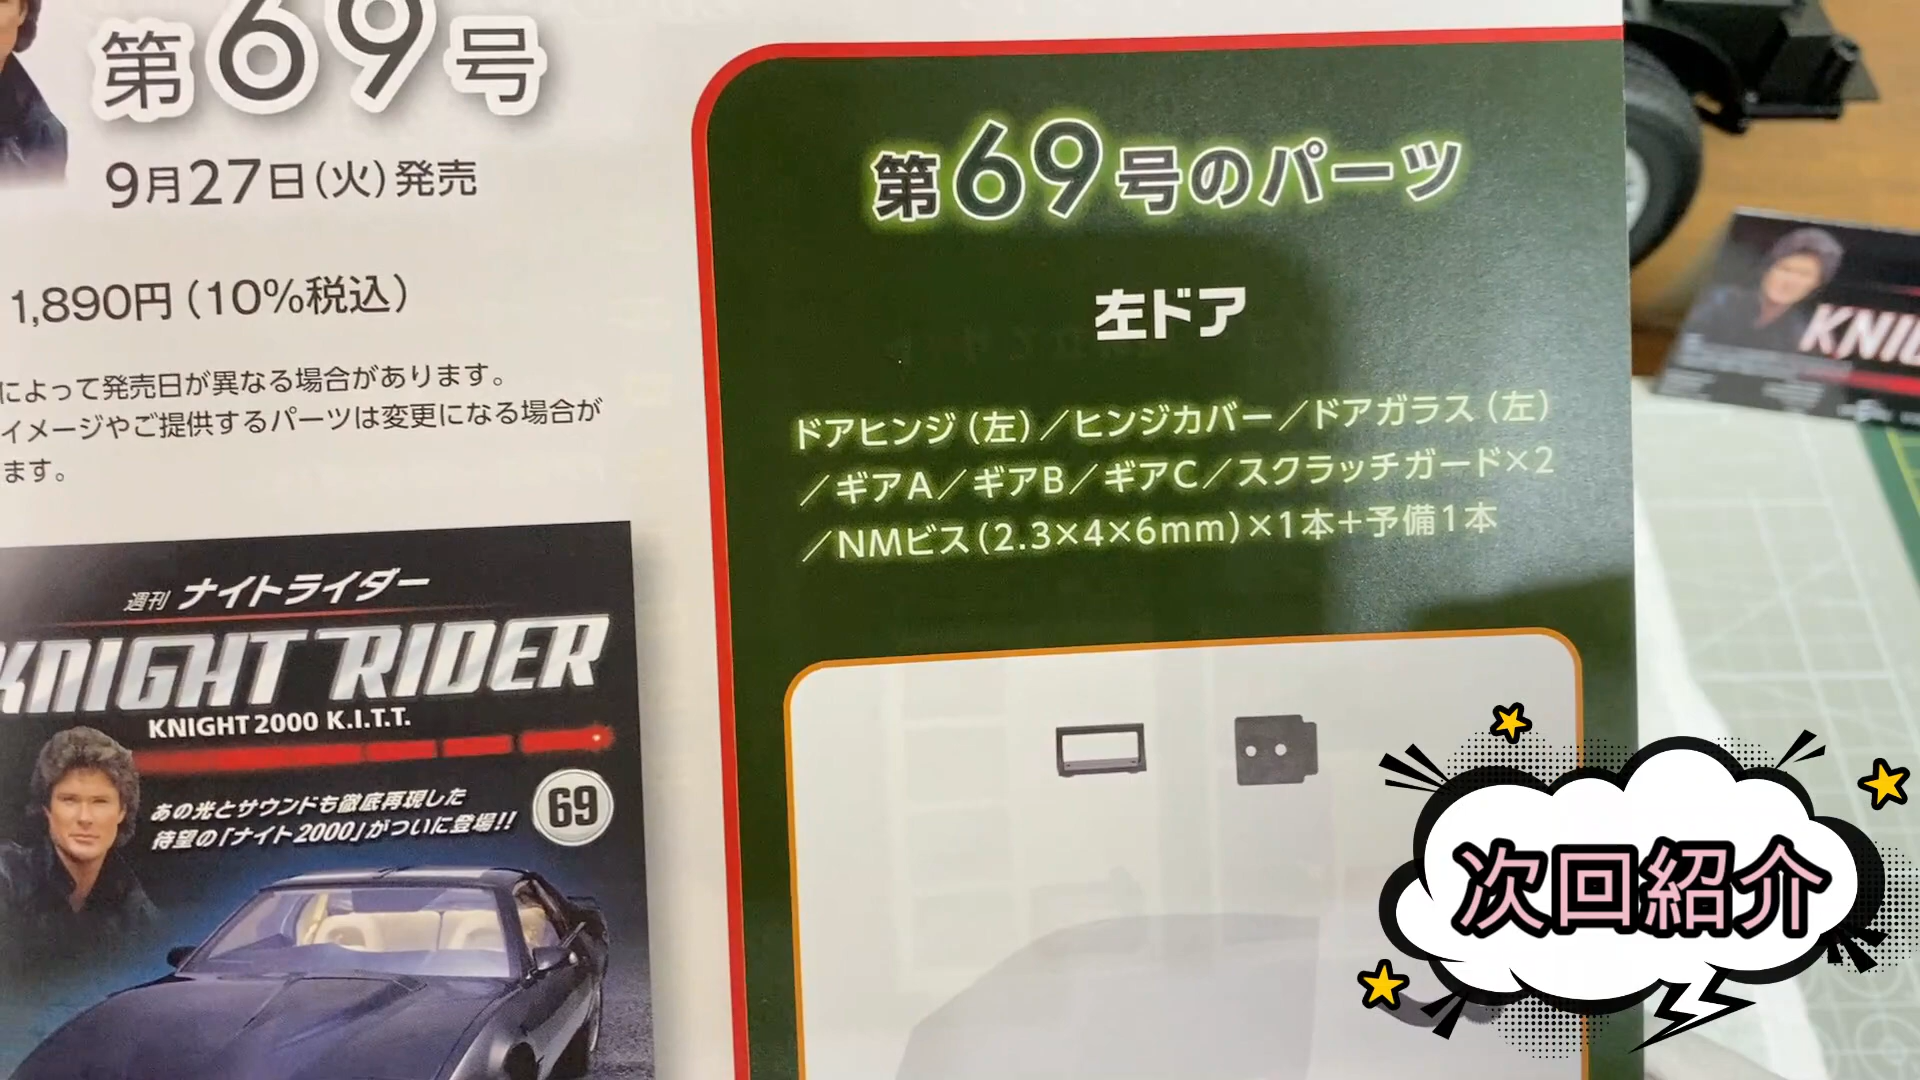 第69号
9月27日(火)発売
1,890円(10%税込)
によって発売日が異なる場合があります。
イメージやご提供するパーツは変更になる場合が
ます。
週刊 ナイトライダー
KNIGHT RIDER
KNIGHT 2000 K.I.T.T.
あの光とサウンドも徹底再現した
待望の「ナイト2000」がついに登場!!
69
第69号のパーツ
左ドア
ドアヒンジ(左)/ヒンジカバー/ドアガラス(左)
/ギアA/ギアB/ギアC/スクラッチガード×2
/NMビス(2.3×4×6mm)×1本+予備1本
KNI
次回紹介